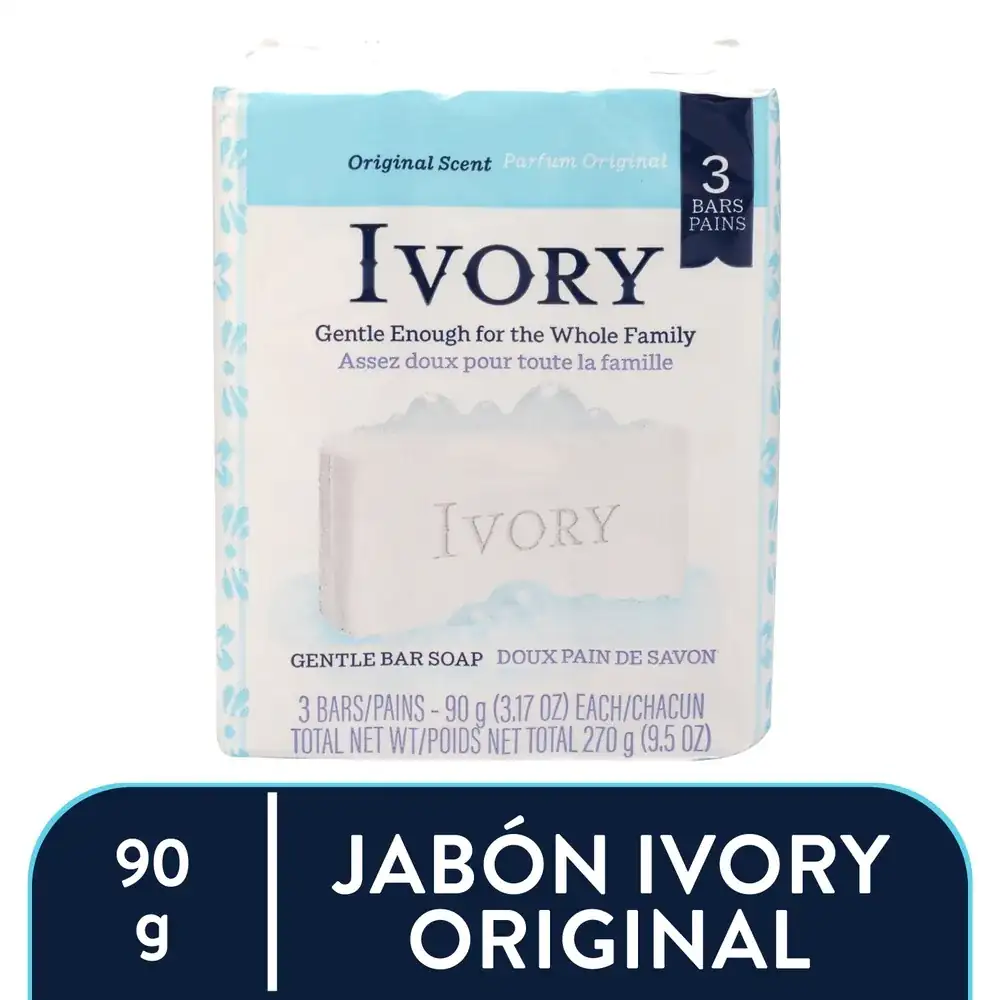 Original Scent Parfum Original
3
BARS
PAINS
IVORY
Gentle Enough for the Whole Family
Assez doux pour toute la famille
IVORY
GENTLE BAR SOAP DOUX PAIN DE SAVON
3 BARS/PAINS - 90 g (3.17 OZ) EACH/CHACUN
TOTAL NET WT/POIDS NET TOTAL 270 g (9.5 OZ)
90
g
JABÓN IVORY
ORIGINAL